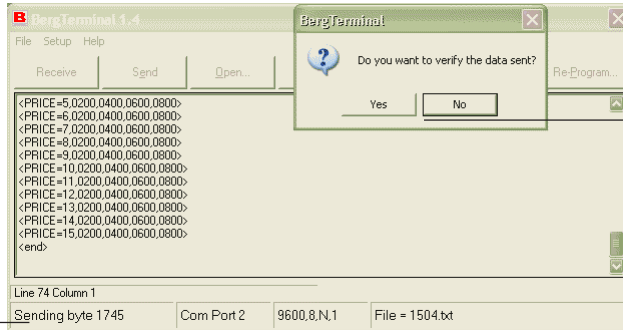 B BergTerminal 1.4
BergTerminal
File Setup Help
Do you want to verify the data sent?
Receive Send Open... Re-Program...
Yes No
<PRICE=5,0200,0400,0600,0800>
<PRICE=6,0200,0400,0600,0800>
<PRICE=7,0200,0400,0600,0800>
<PRICE=8,0200,0400,0600,0800>
<PRICE=9,0200,0400,0600,0800>
<PRICE=10,0200,0400,0600,0800>
<PRICE=11,0200,0400,0600,0800>
<PRICE=12,0200,0400,0600,0800>
<PRICE=13,0200,0400,0600,0800>
<PRICE=14,0200,0400,0600,0800>
<PRICE=15,0200,0400,0600,0800>
<end>
Line 74 Column 1
Sending byte 1745 Com Port 2 9600,8,N,1 File = 1504.txt